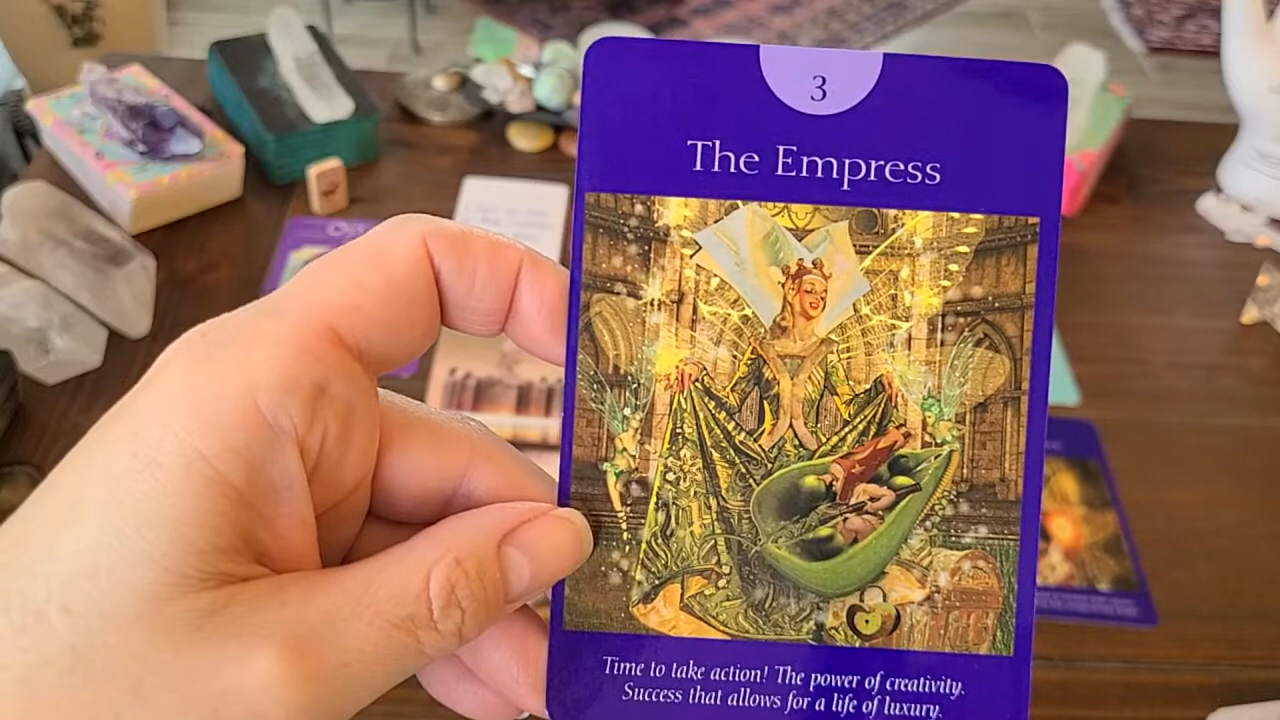 3
The Empress
Time to take action! The power of creativity.
Success that allows for a life of luxury.